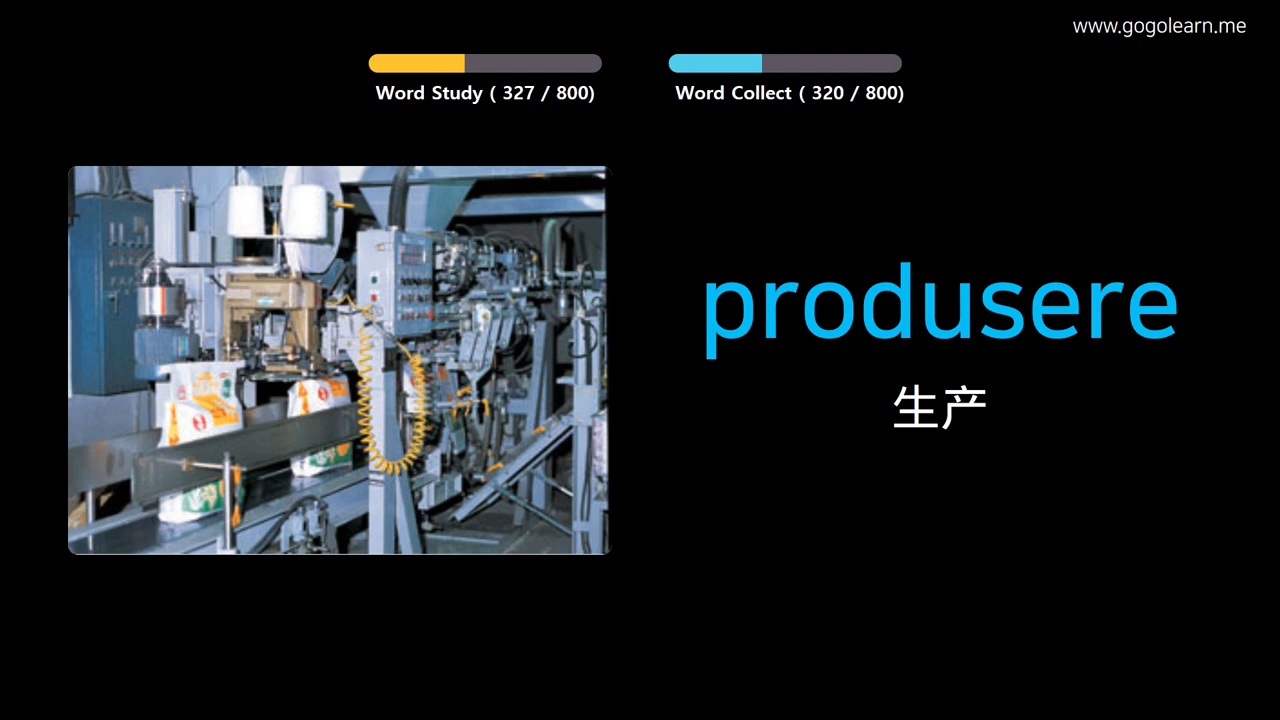 www.gogolearn.me
Word Study ( 327 / 800)
Word Collect ( 320 / 800)
produsere
生产